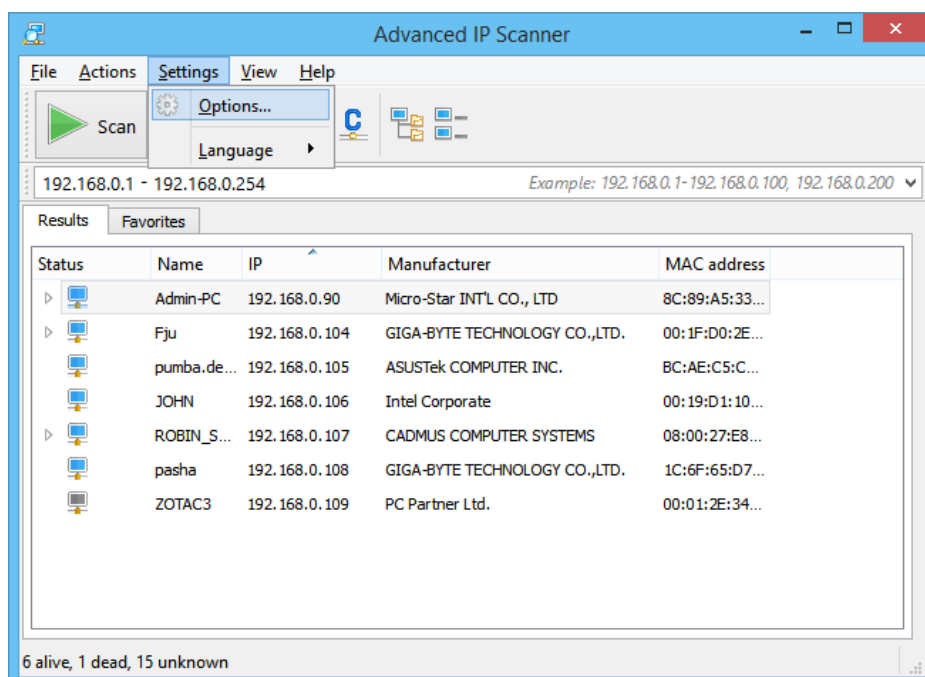 Advanced IP Scanner
File Actions Settings View Help
Scan
Options...
Language
C
192.168.0.1 - 192.168.0.254 Example: 192.168.0.1-192.168.0.100, 192.168.0.200
Results Favorites
Status Name IP Manufacturer MAC address
Admin-PC 192.168.0.90 Micro-Star INT'L CO., LTD 8C:89:A5:33...
Fju 192.168.0.104 GIGA-BYTE TECHNOLOGY CO.,LTD. 00:1F:D0:2E...
pumba.de... 192.168.0.105 ASUSTek COMPUTER INC. BC:AE:C5:C...
JOHN 192.168.0.106 Intel Corporate 00:19:D1:10...
ROBIN_S... 192.168.0.107 CADMUS COMPUTER SYSTEMS 08:00:27:E8...
pasha 192.168.0.108 GIGA-BYTE TECHNOLOGY CO.,LTD. 1C:6F:65:D7...
ZOTAC3 192.168.0.109 PC Partner Ltd. 00:01:2E:34...
6 alive, 1 dead, 15 unknown